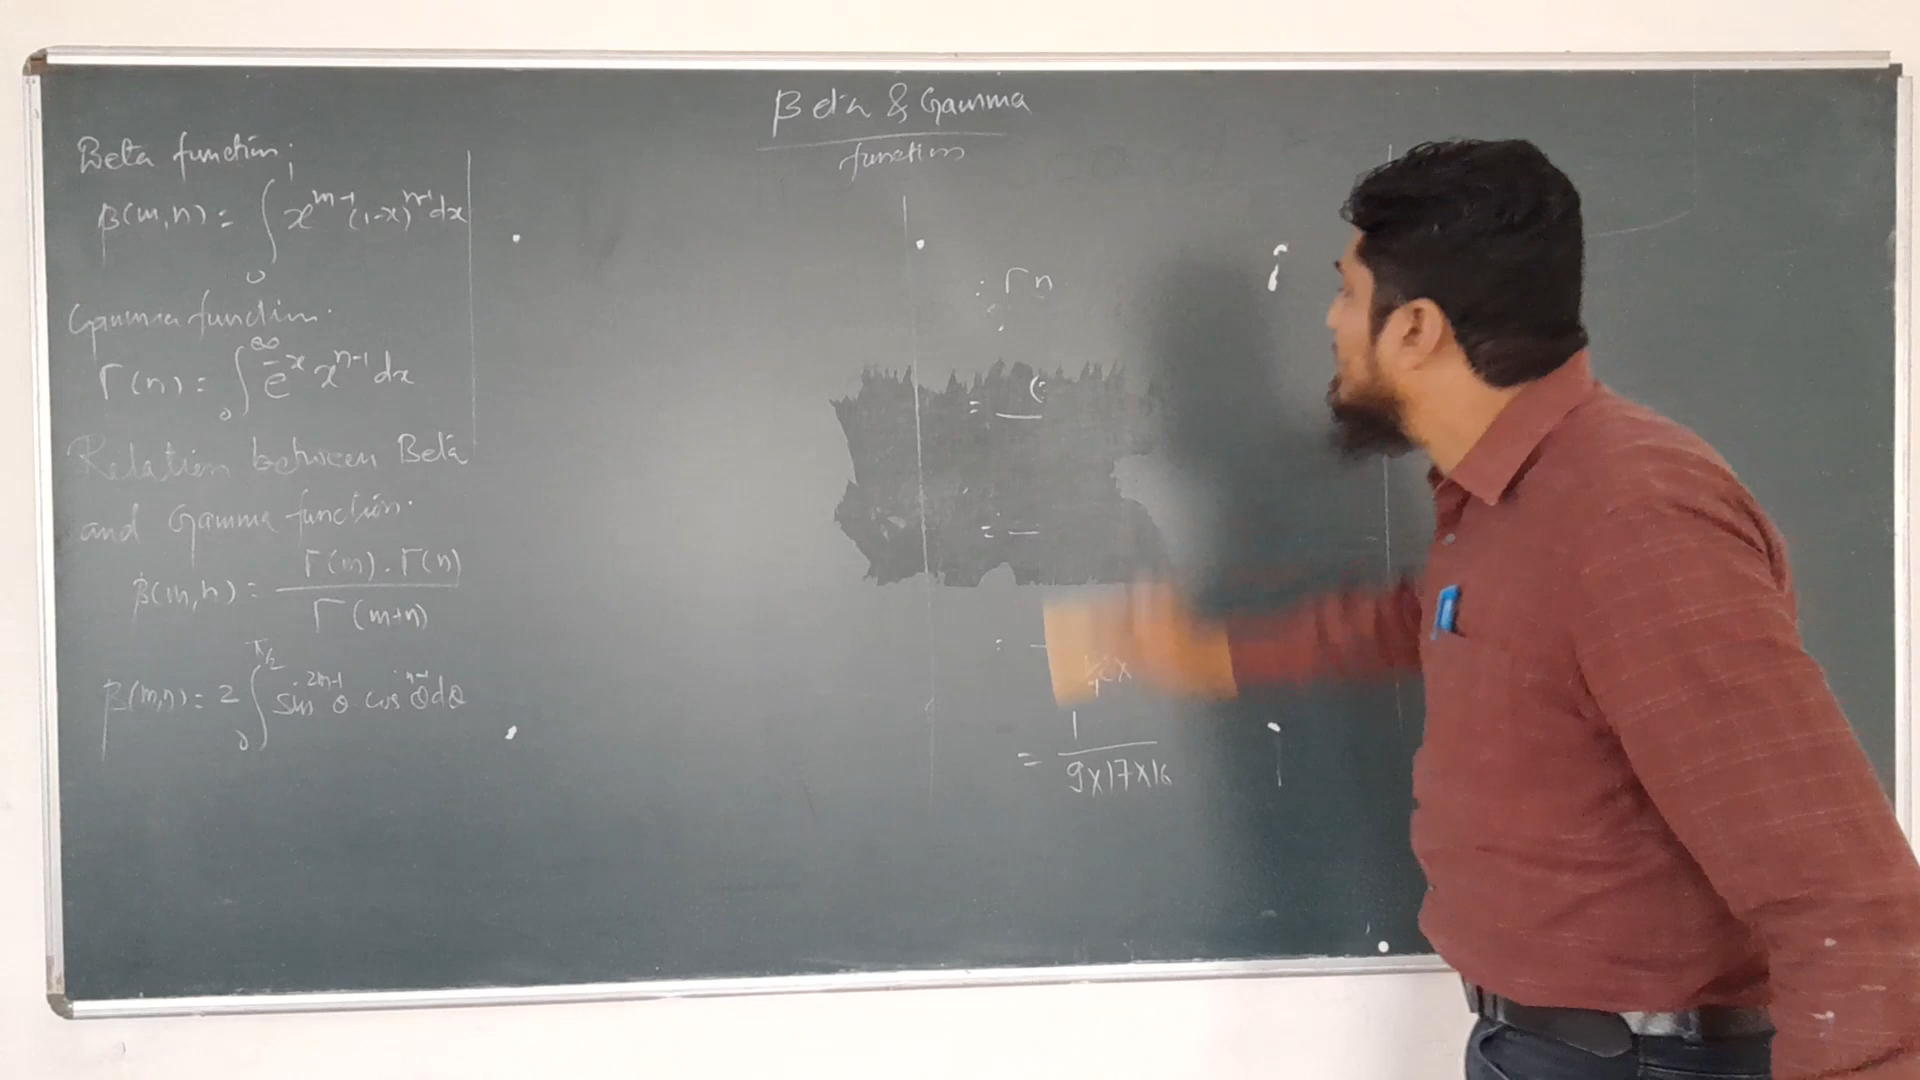 Beta & Gamma
function
Beta function;
β(m,n) = ∫₀ x^(m-1) (1-x)^(n-1) dx
Gamma function.
Γ(n) = ∫₀^∞ e^(-x) x^(n-1) dx
Relation between Beta
and Gamma function.
β(m,n) = Γ(m) . Γ(n) / Γ(m+n)
β(m,n) = 2 ∫₀^(π/2) sin^(2m-1) θ cos^(n-1) θ dθ
: Γn
= 1 / 9×17×16